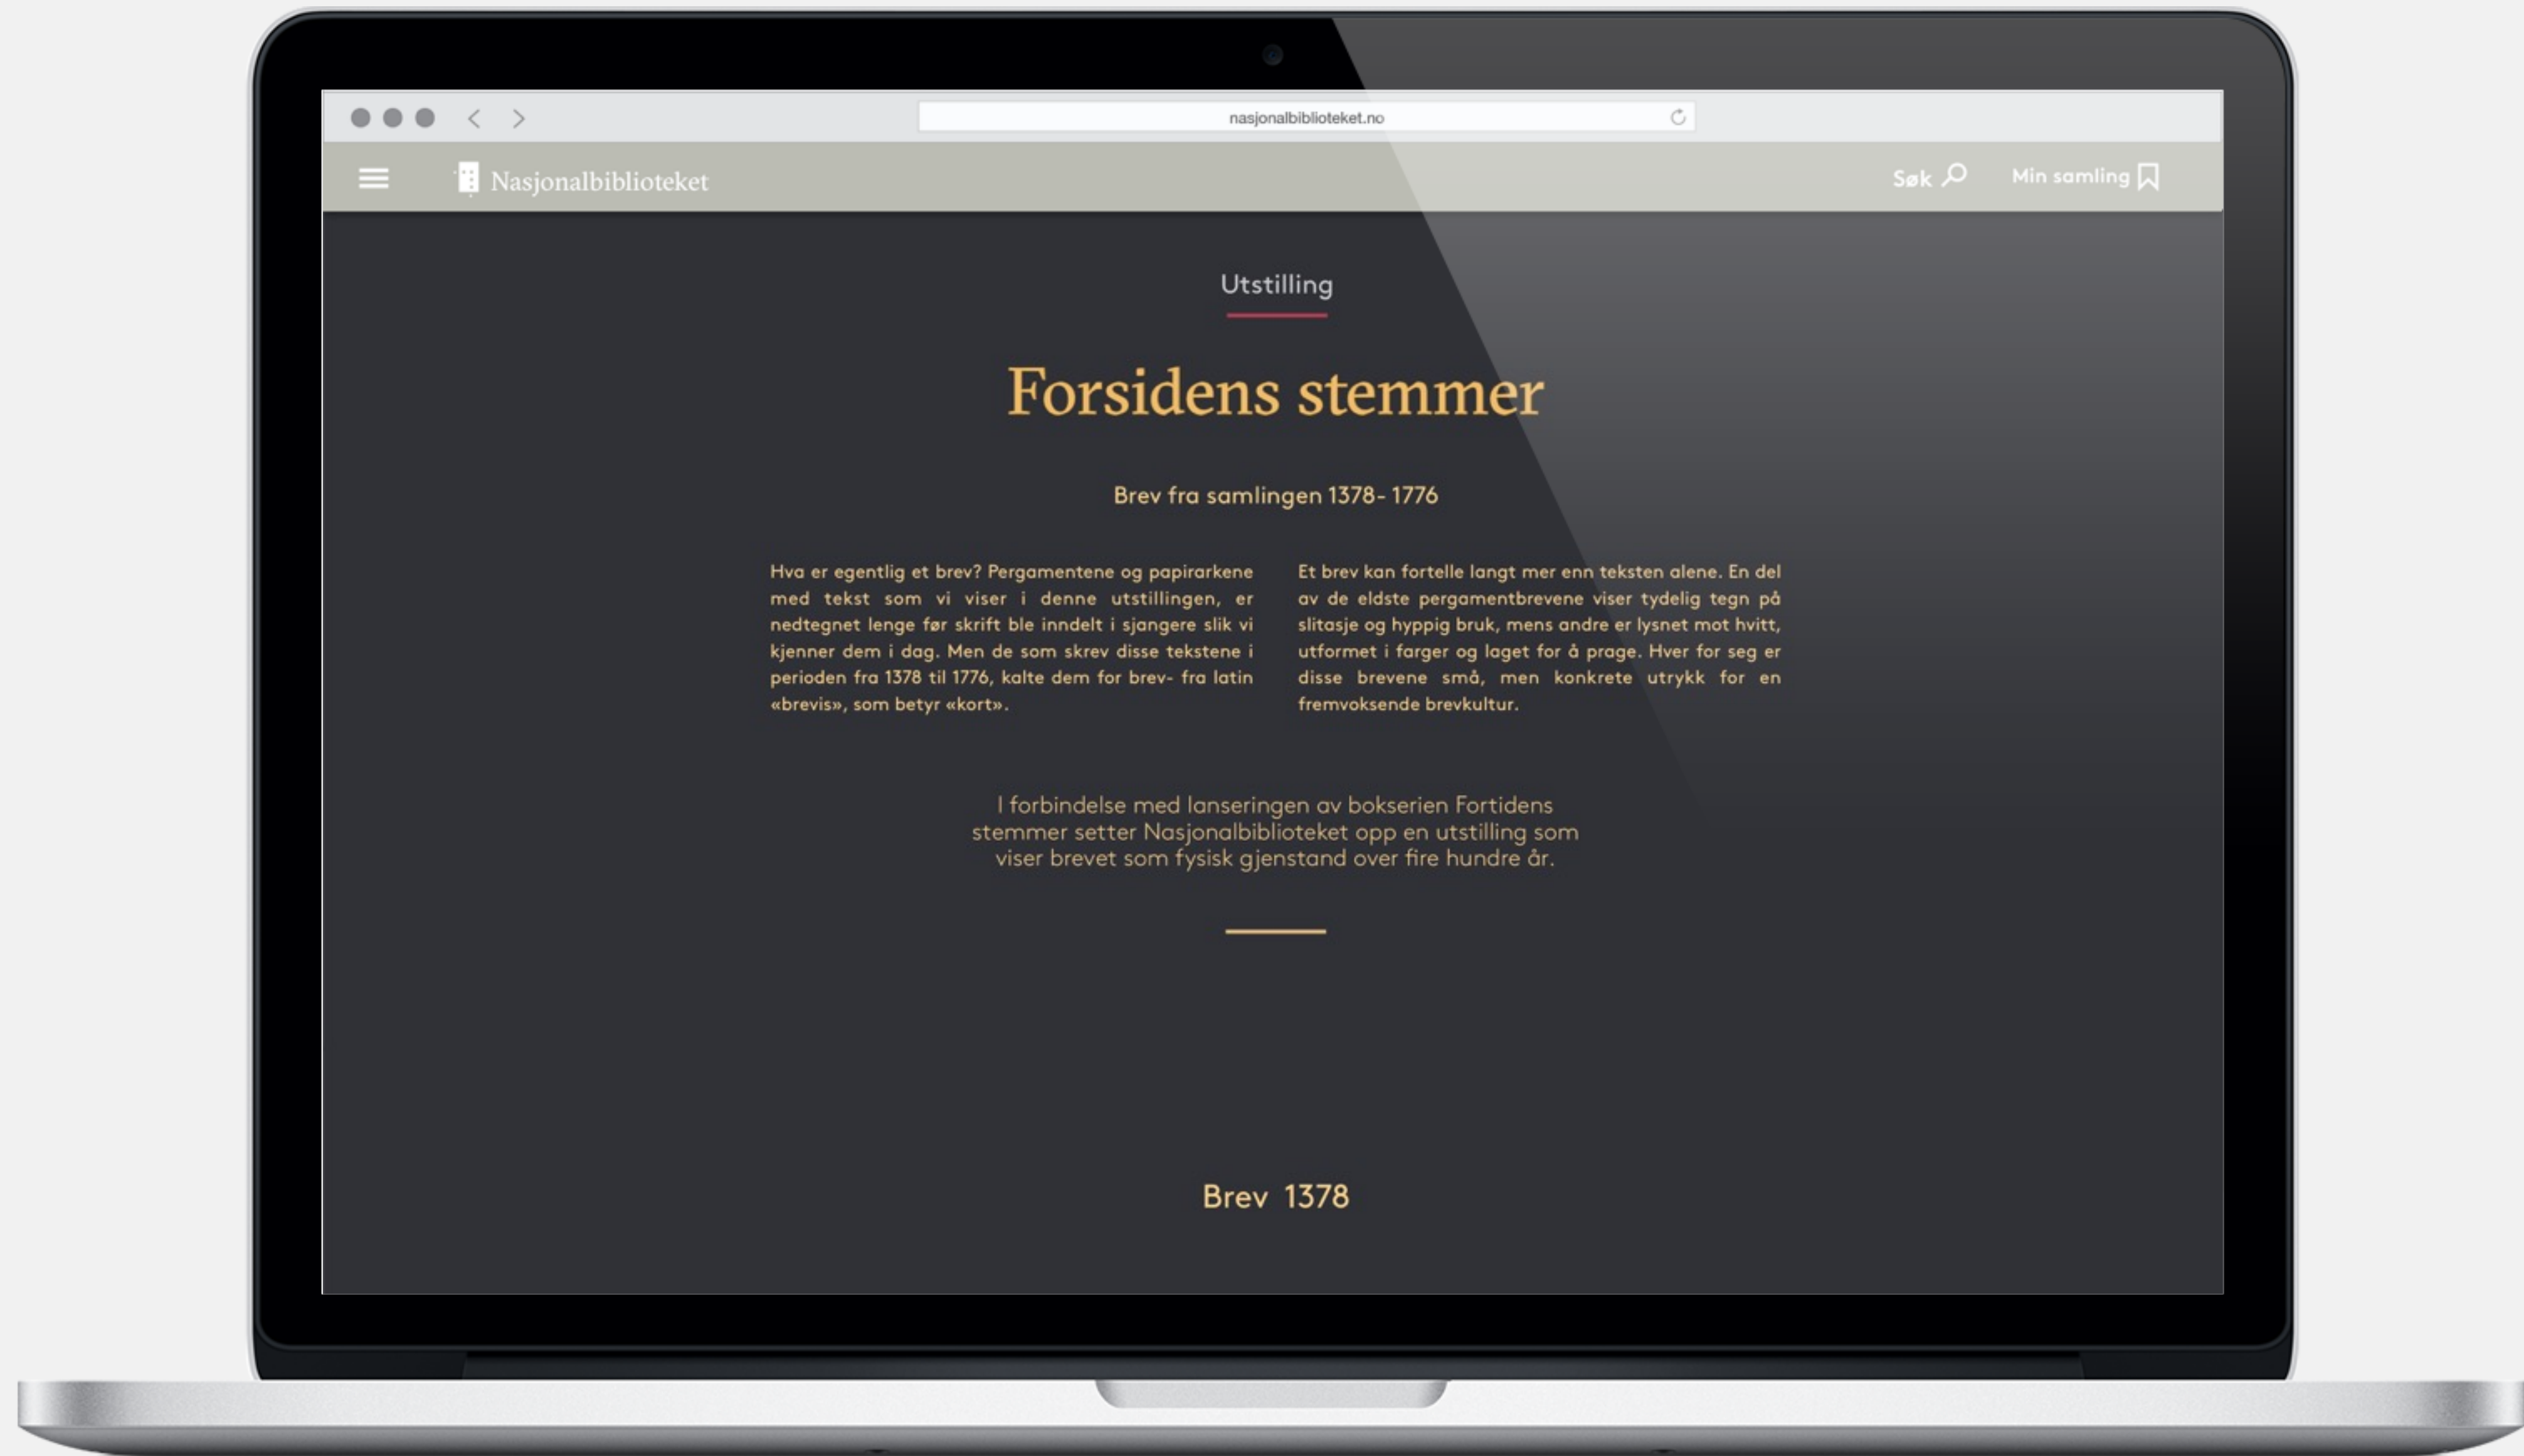 nasjonalbiblioteket.no
Nasjonalbiblioteket
Søk
Min samling
Utstilling
Forsidens stemmer
Brev fra samlingen 1378- 1776
Hva er egentlig et brev? Pergamentene og papirarkene
med tekst som vi viser i denne utstillingen, er
nedtegnet lenge før skrift ble inndelt i sjangere slik vi
kjenner dem i dag. Men de som skrev disse tekstene i
perioden fra 1378 til 1776, kalte dem for brev- fra latin
«brevis», som betyr «kort».
Et brev kan fortelle langt mer enn teksten alene. En del
av de eldste pergamentbrevene viser tydelig tegn på
slitasje og hyppig bruk, mens andre er lysnet mot hvitt,
utformet i farger og laget for å prage. Hver for seg er
disse brevene små, men konkrete utrykk for en
fremvoksende brevkultur.
I forbindelse med lanseringen av bokserien Fortidens
stemmer setter Nasjonalbiblioteket opp en utstilling som
viser brevet som fysisk gjenstand over fire hundre år.
Brev 1378